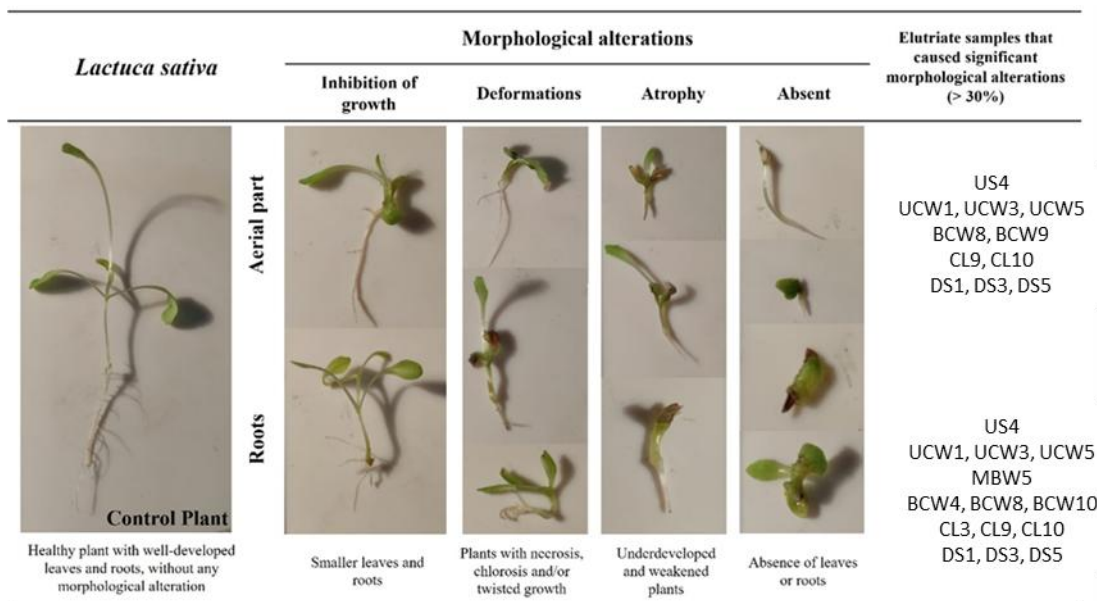 Lactuca sativa
Morphological alterations
Inhibition of
growth
Deformations
Atrophy
Absent
Elutriate samples that
caused significant
morphological alterations
(> 30%)
Aerial part
Roots
Control Plant
US4
UCW1, UCW3, UCW5
BCW8, BCW9
CL9, CL10
DS1, DS3, DS5
US4
UCW1, UCW3, UCW5
MBW5
BCW4, BCW8, BCW10
CL3, CL9, CL10
DS1, DS3, DS5
Healthy plant with well-developed
leaves and roots, without any
morphological alteration
Smaller leaves and
roots
Plants with necrosis,
chlorosis and/or
twisted growth
Underdeveloped
and weakened
plants
Absence of leaves
or roots